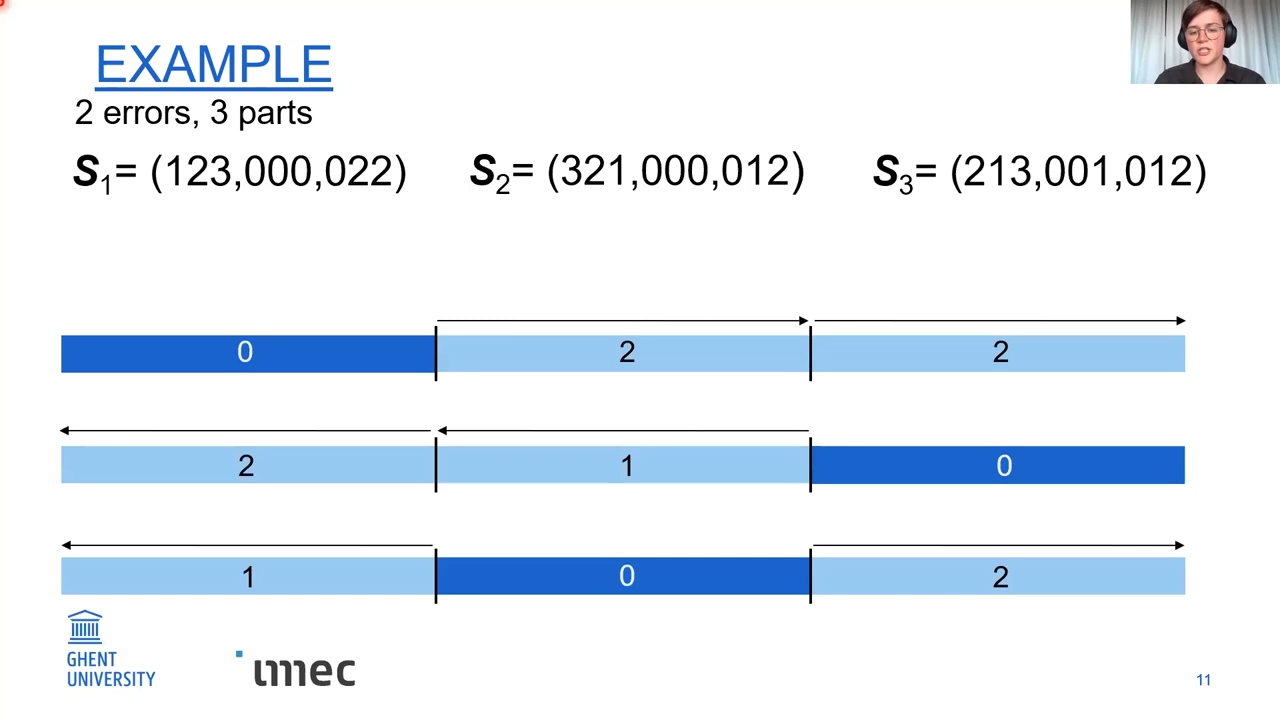 EXAMPLE
2 errors, 3 parts
S1= (123,000,022) S2= (321,000,012) S3= (213,001,012)
0 2 2
2 1 0
1 0 2
GHENT
UNIVERSITY
imec
11